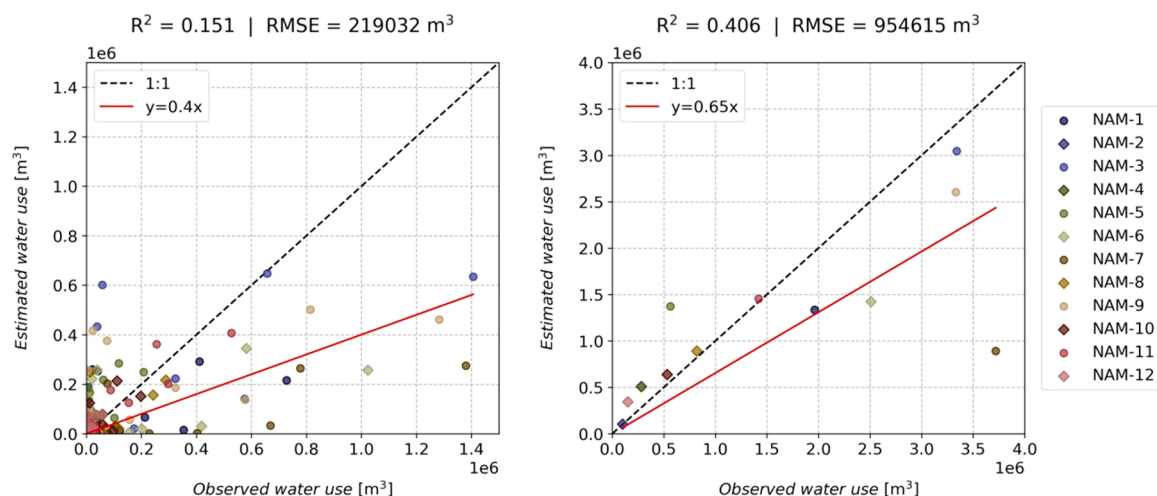 R² = 0.151 | RMSE = 219032 m³
1e6
1.4
1.2
1.0
0.8
0.6
0.4
0.2
0.0
Estimated water use [m³]
1:1
y=0.4x
0.0 0.2 0.4 0.6 0.8 1.0 1.2 1.4
1e6
Observed water use [m³]
R² = 0.406 | RMSE = 954615 m³
1e6
4.0
3.5
3.0
2.5
2.0
1.5
1.0
0.5
0.0
Estimated water use [m³]
1:1
y=0.65x
0.0 0.5 1.0 1.5 2.0 2.5 3.0 3.5 4.0
1e6
Observed water use [m³]
NAM-1
NAM-2
NAM-3
NAM-4
NAM-5
NAM-6
NAM-7
NAM-8
NAM-9
NAM-10
NAM-11
NAM-12